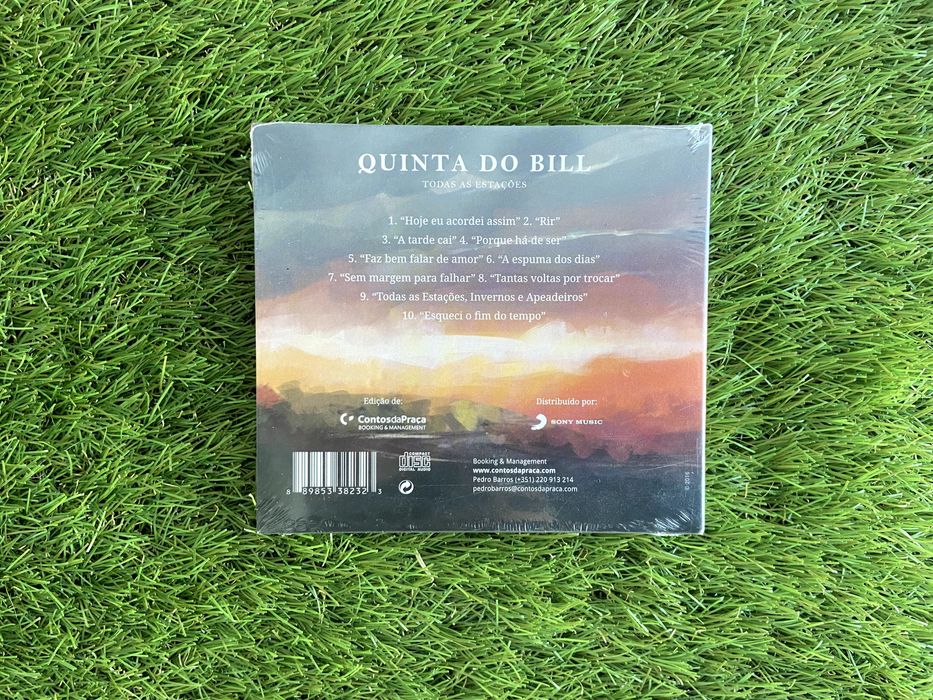 QUINTA DO BILL
TODAS AS ESTAÇÕES
1. “Hoje eu acordei assim” 2. “Rir”
3. “A tarde cai” 4. “Porque há-de ser”
5. “Faz bem falar de amor” 6. “A espuma dos dias”
7. “Sem margem para falhar” 8. “Tantas voltas por trocar”
9. “Todas as Estações, Invernos e Apeadeiros”
10. “Esqueci o fim do tempo”
Edição de:
ContosdaPraça
BOOKING & MANAGEMENT
Distribuído por:
SONY MUSIC
8 89853 38232 3
COMPACT
disc
DIGITAL AUDIO
Booking & Management
www.contosdapraca.com
Pedro Barros (+351) 220 913 214
pedrobarros@contosdapraca.com
© 2016